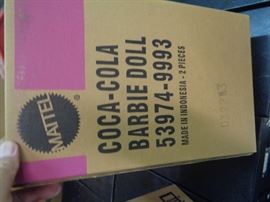 MATTEL
COCA-COLA
BARBIE DOLL
53974-9993
MADE IN INDONESIA - 2 PIECES